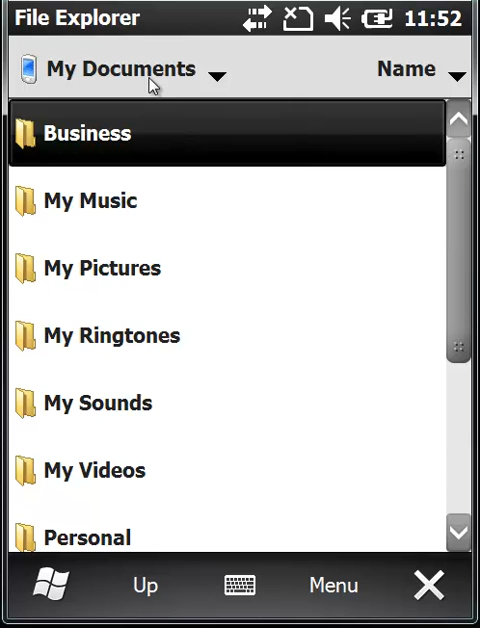 File Explorer 11:52
My Documents Name
Business
My Music
My Pictures
My Ringtones
My Sounds
My Videos
Personal
Up Menu